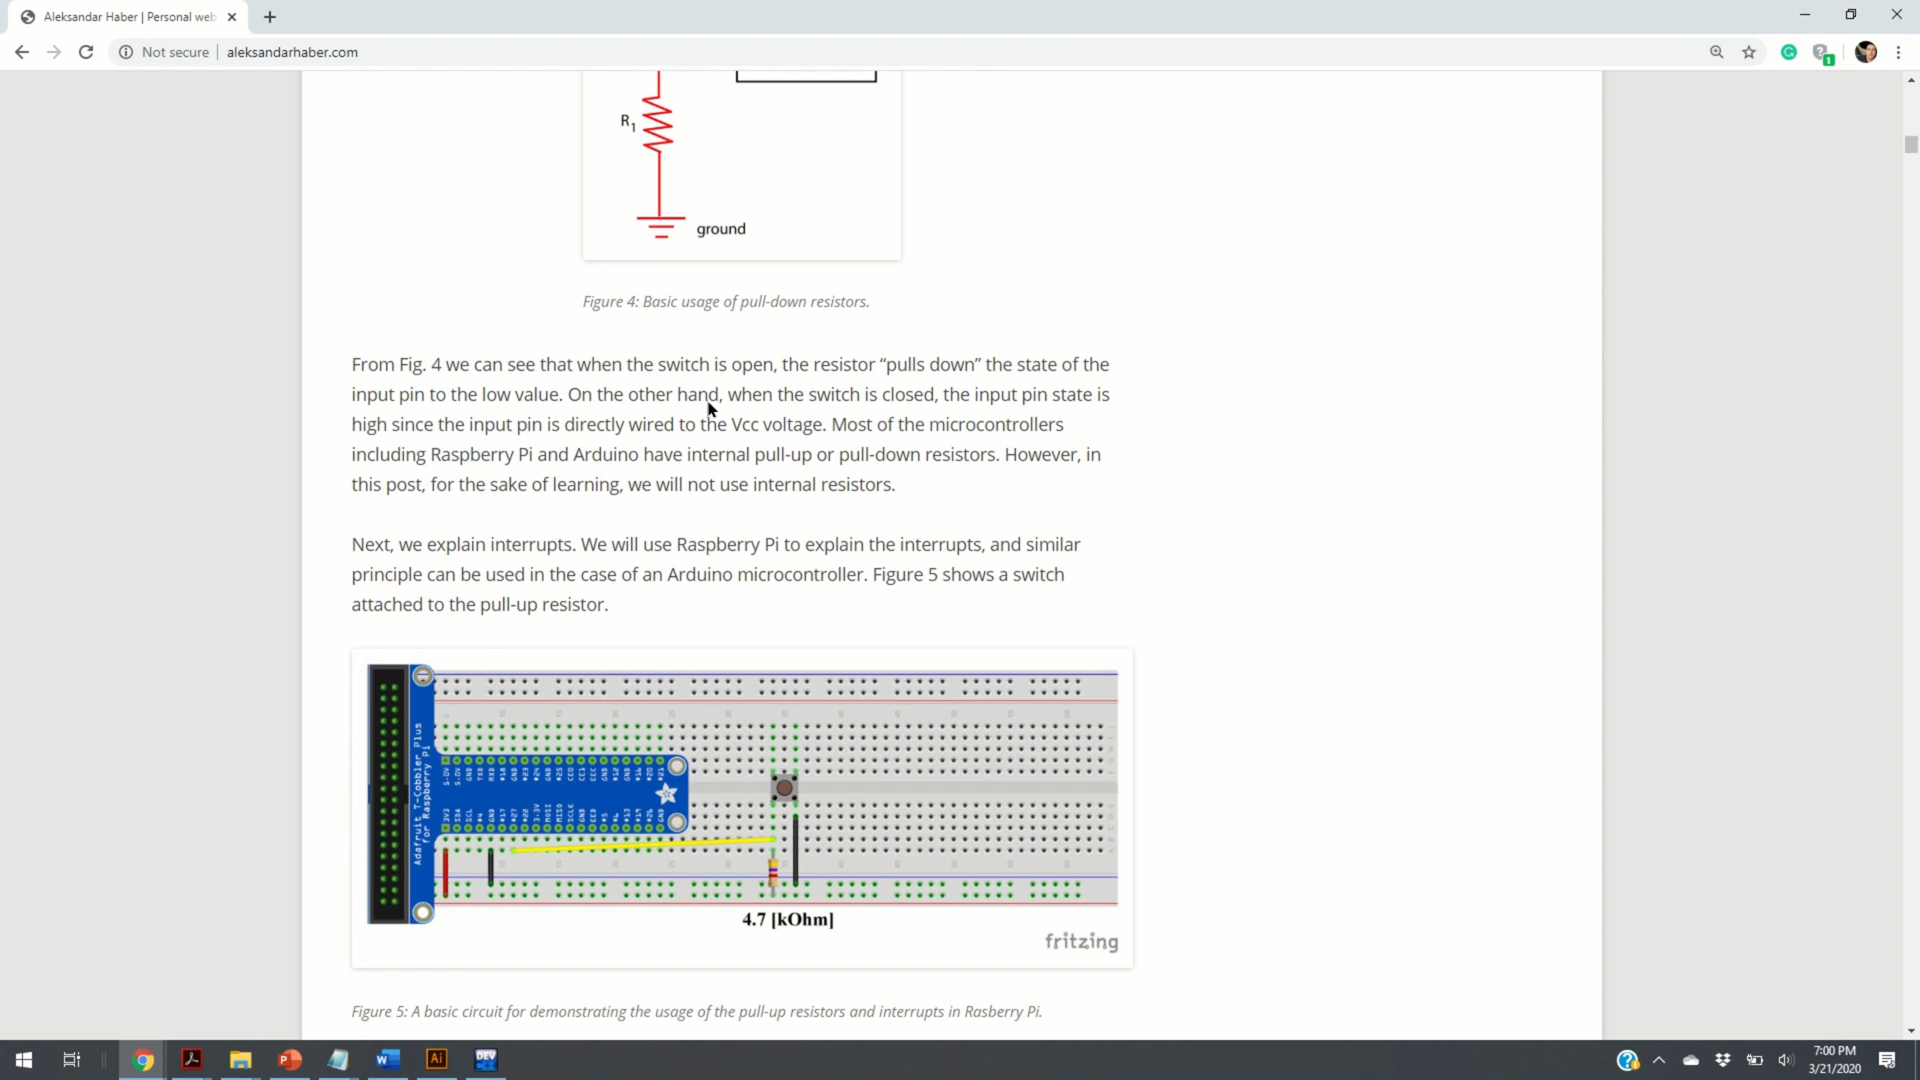 Aleksandar Haber | Personal web
Not secure
aleksandarhaber.com
1
R1
ground
Figure 4: Basic usage of pull-down resistors.
From Fig. 4 we can see that when the switch is open, the resistor “pulls down” the state of the
input pin to the low value. On the other hand, when the switch is closed, the input pin state is
high since the input pin is directly wired to the Vcc voltage. Most of the microcontrollers
including Raspberry Pi and Arduino have internal pull-up or pull-down resistors. However, in
this post, for the sake of learning, we will not use internal resistors.
Next, we explain interrupts. We will use Raspberry Pi to explain the interrupts, and similar
principle can be used in the case of an Arduino microcontroller. Figure 5 shows a switch
attached to the pull-up resistor.
Adafruit T-Cobbler Plus
for Raspberry Pi
4.7 [kOhm]
fritzing
Figure 5: A basic circuit for demonstrating the usage of the pull-up resistors and interrupts in Rasberry Pi.
Ai
DEV
7:00 PM
3/21/2020